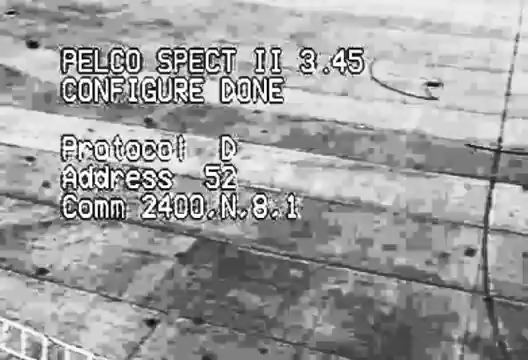 PELCO SPECT II 3.45
CONFIGURE DONE
Protocol D
Address 52
Comm 2400.N.8.1